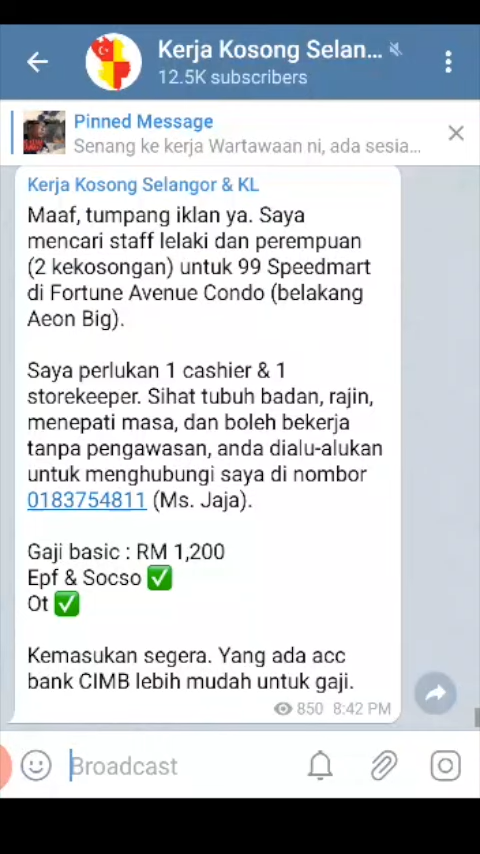 Kerja Kosong Selan...
12.5K subscribers
Pinned Message
Senang ke kerja Wartawaan ni, ada sesia...
Kerja Kosong Selangor & KL
Maaf, tumpang iklan ya. Saya
mencari staff lelaki dan perempuan
(2 kekosongan) untuk 99 Speedmart
di Fortune Avenue Condo (belakang
Aeon Big).
Saya perlukan 1 cashier & 1
storekeeper. Sihat tubuh badan, rajin,
menepati masa, dan boleh bekerja
tanpa pengawasan, anda dialu-alukan
untuk menghubungi saya di nombor
0183754811 (Ms. Jaja).
Gaji basic : RM 1,200
Epf & Socso ✅
Ot ✅
Kemasukan segera. Yang ada acc
bank CIMB lebih mudah untuk gaji.
850 8:42 PM
Broadcast